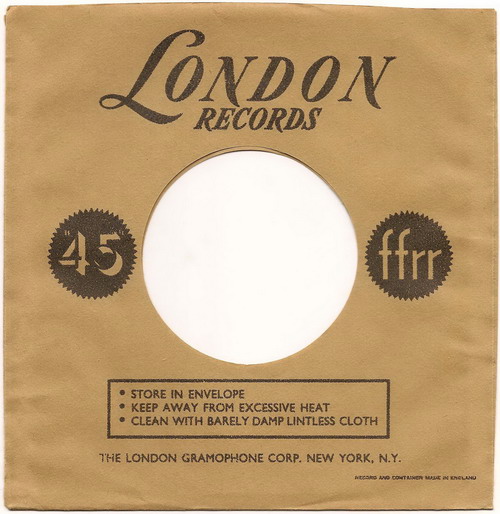 LONDON
RECORDS
"45"
ffrr
• STORE IN ENVELOPE
• KEEP AWAY FROM EXCESSIVE HEAT
• CLEAN WITH BARELY DAMP LINTLESS CLOTH
THE LONDON GRAMOPHONE CORP. NEW YORK, N.Y.
RECORD AND CONTAINER MADE IN ENGLAND